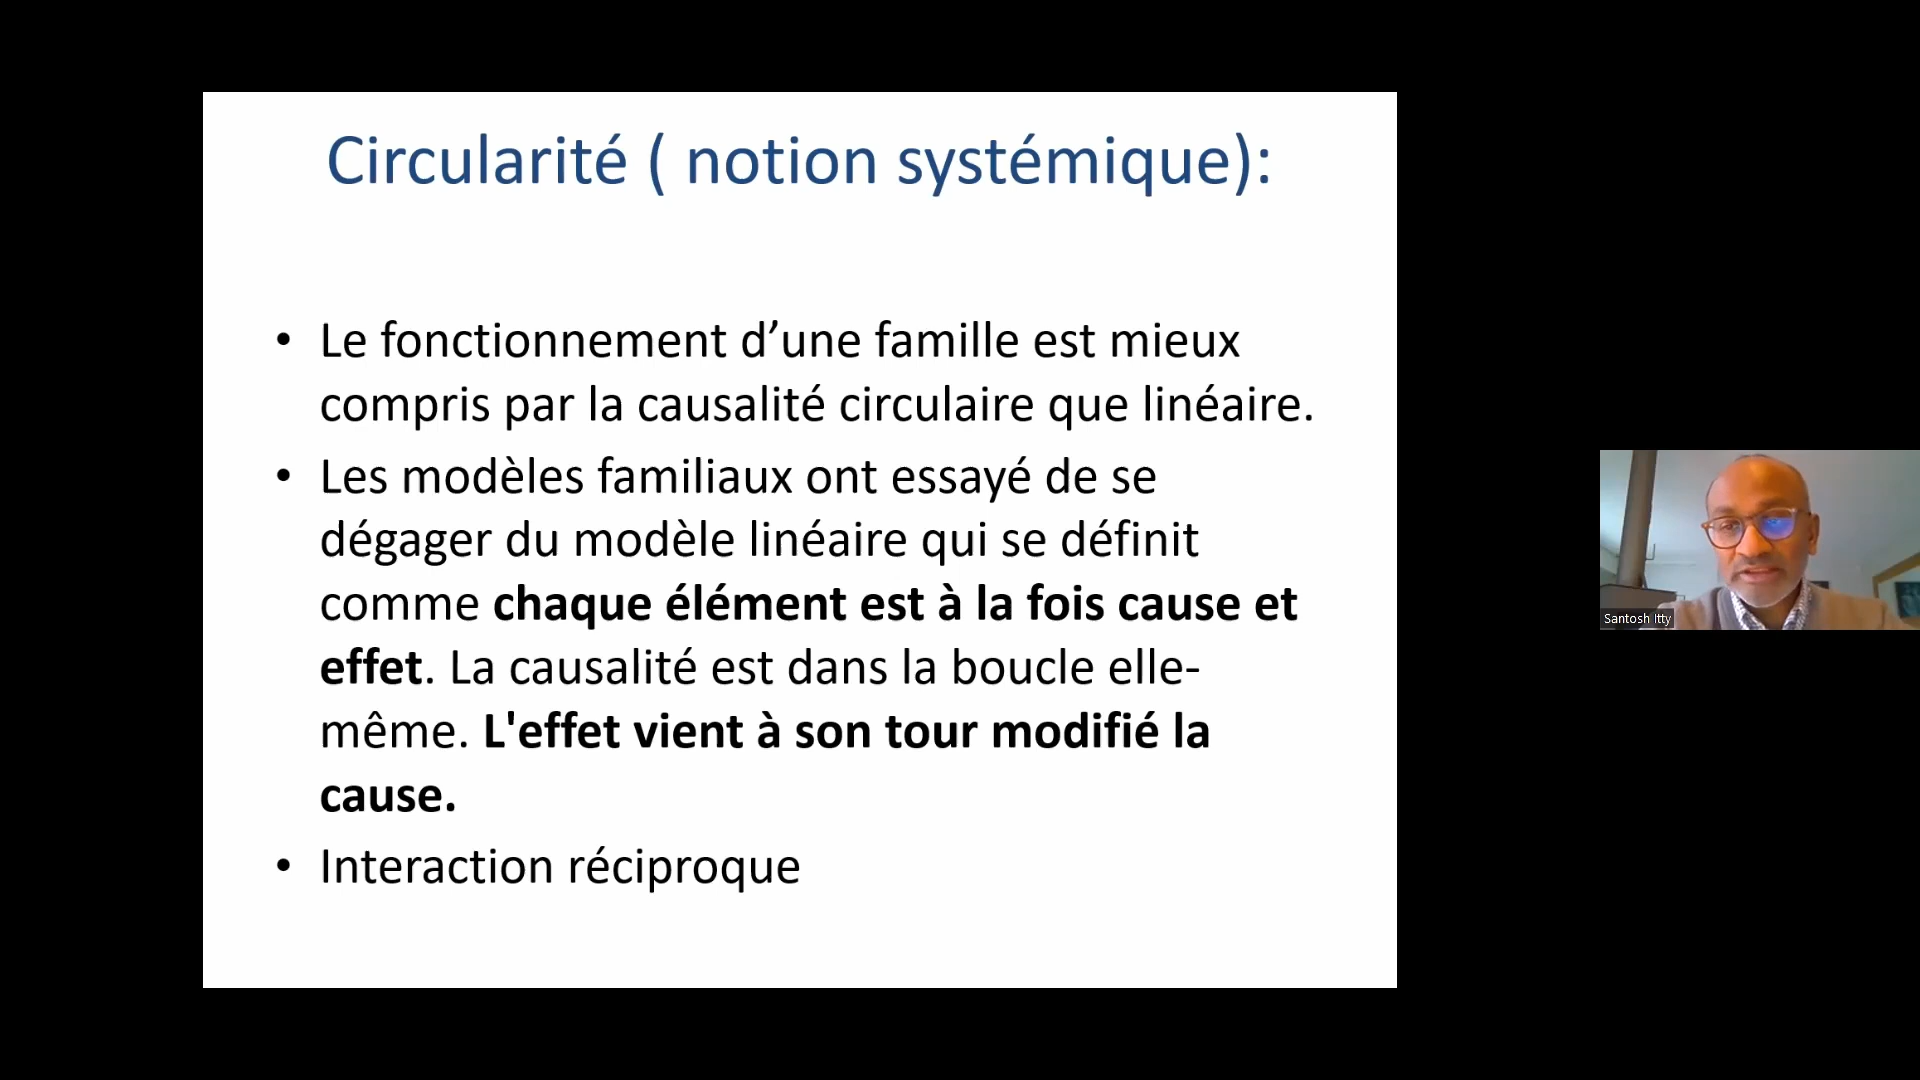 Circularité ( notion systémique):
• Le fonctionnement d’une famille est mieux
compris par la causalité circulaire que linéaire.
• Les modèles familiaux ont essayé de se
dégager du modèle linéaire qui se définit
comme chaque élément est à la fois cause et
effet. La causalité est dans la boucle elle-
même. L'effet vient à son tour modifié la
cause.
• Interaction réciproque
Santosh Itty